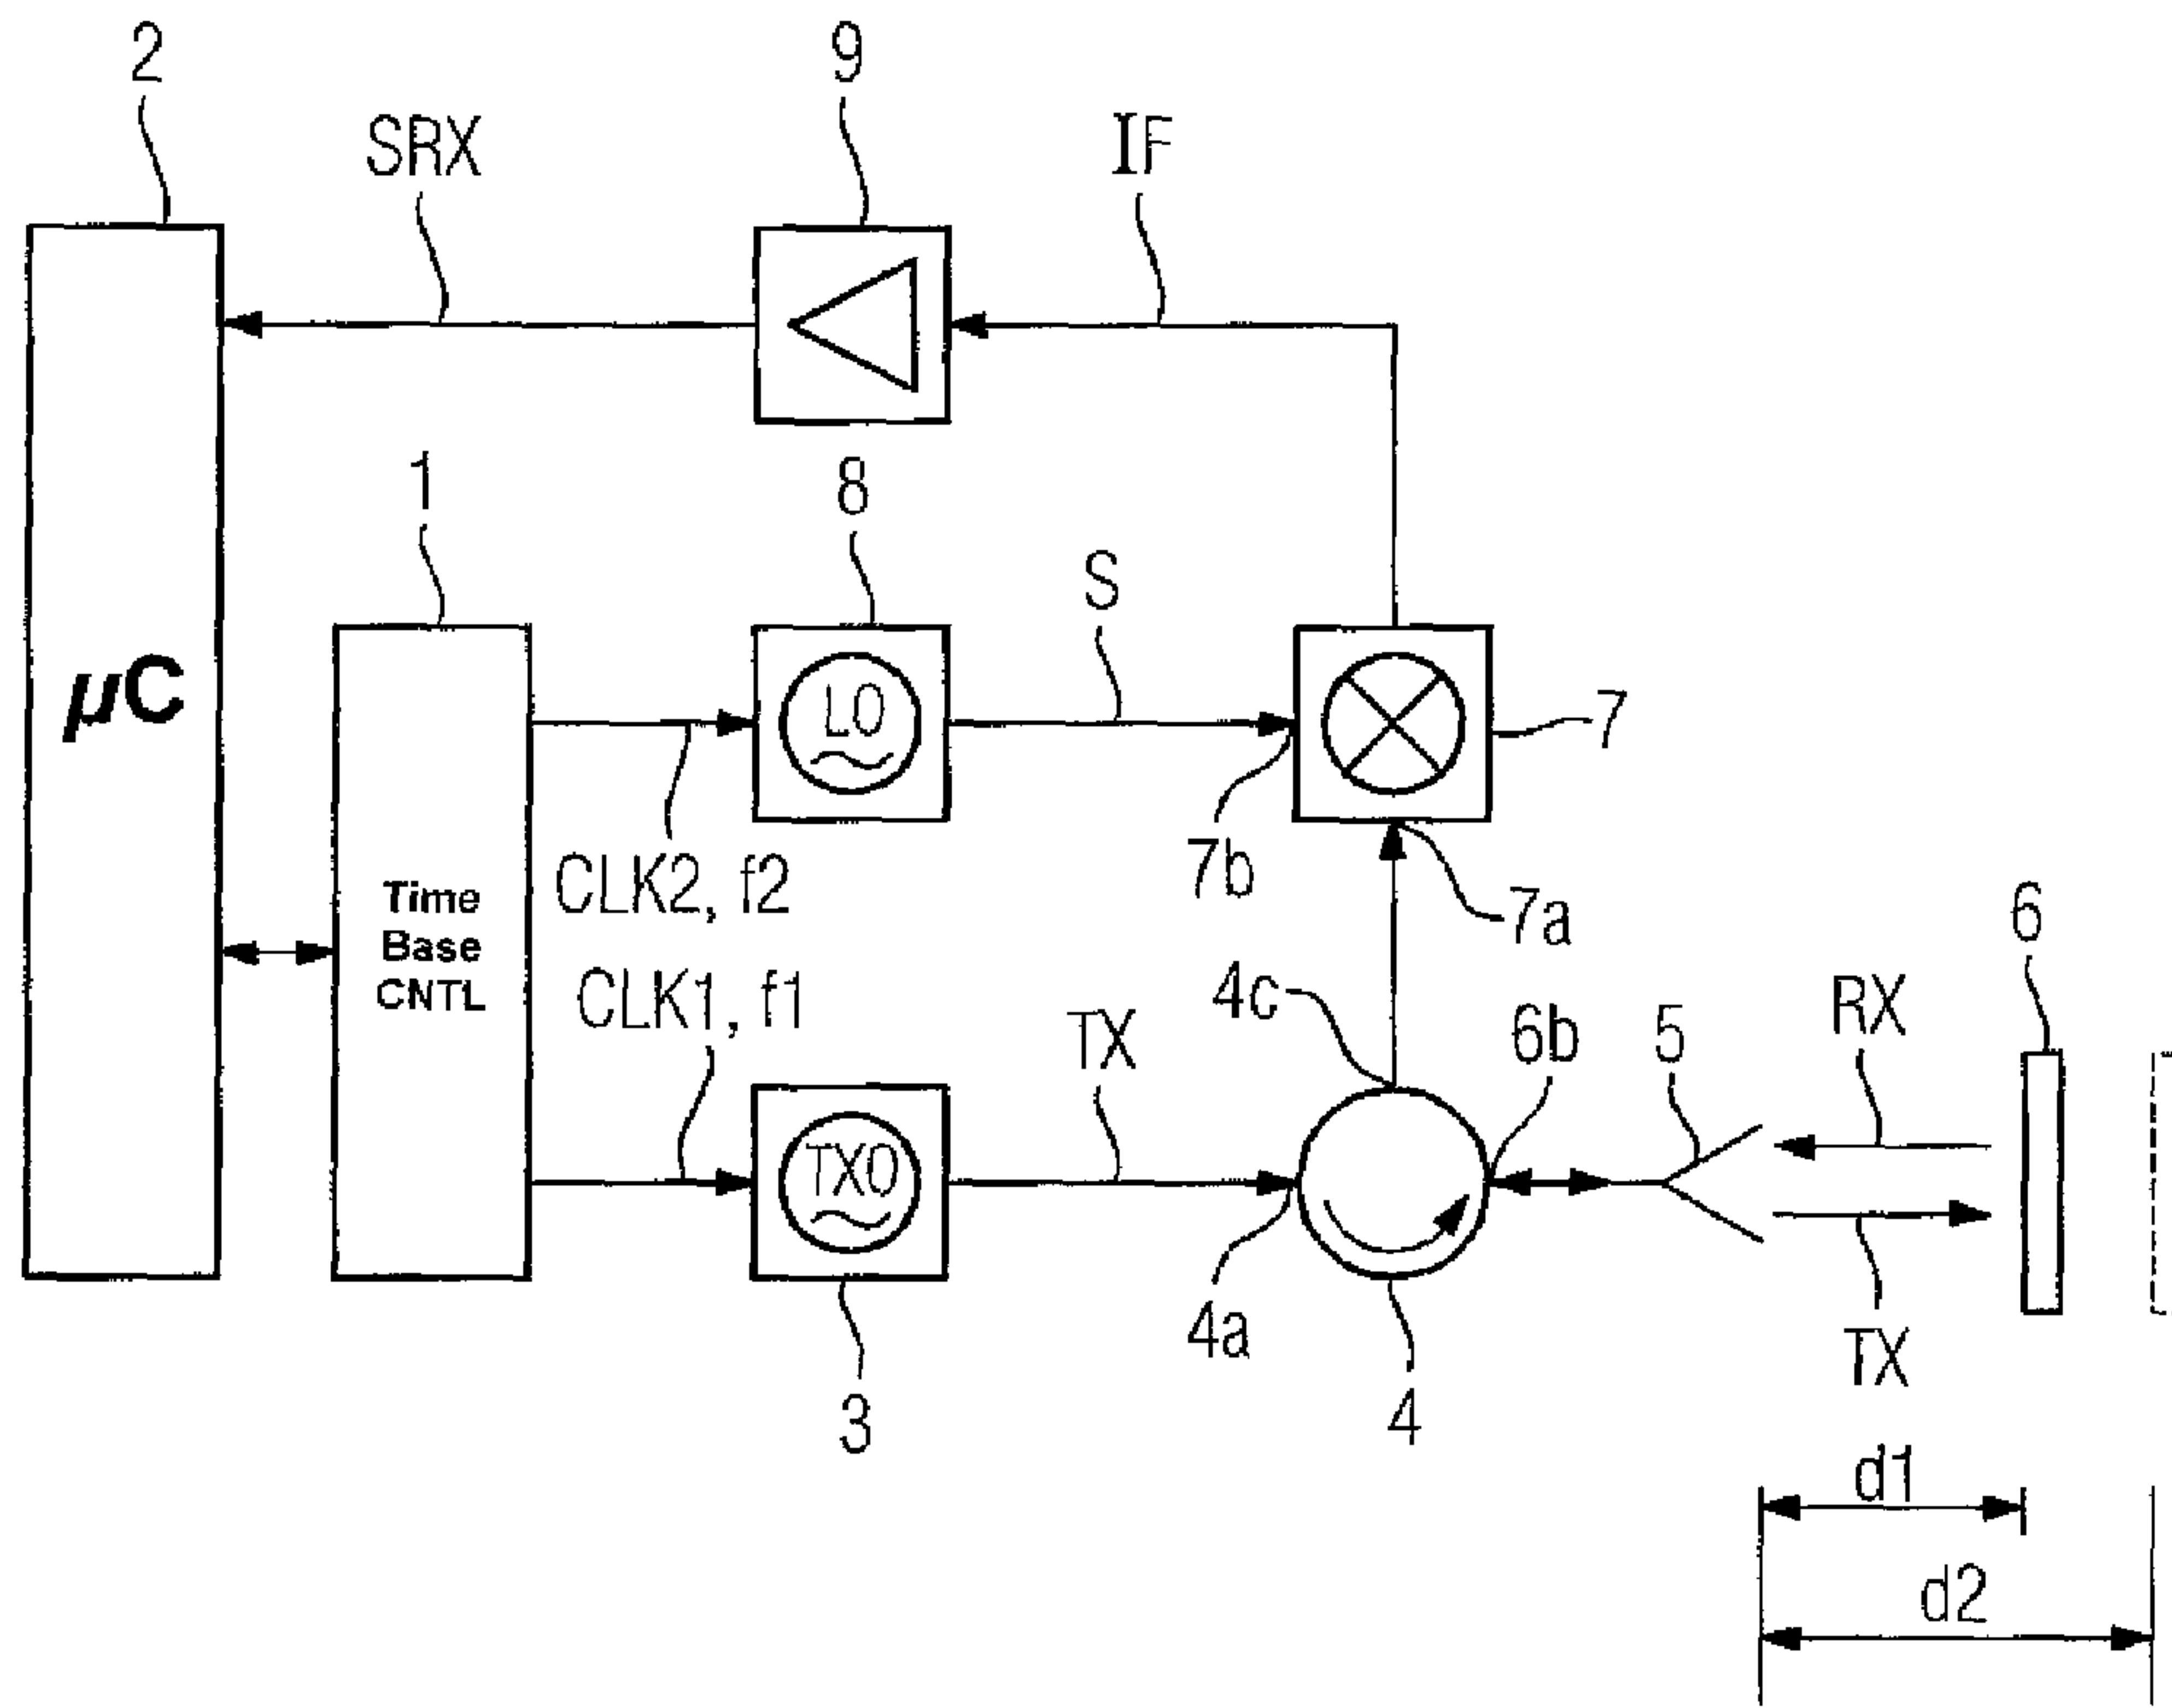 2
9
SRX
IF
1
8
S
LO
µC
7
7b
CLK2, f2
Time
Base
CNTL
7a
6
4c
CLK1, f1
TX
6b
5
RX
TXO
4a
TX
3
4
d1
d2